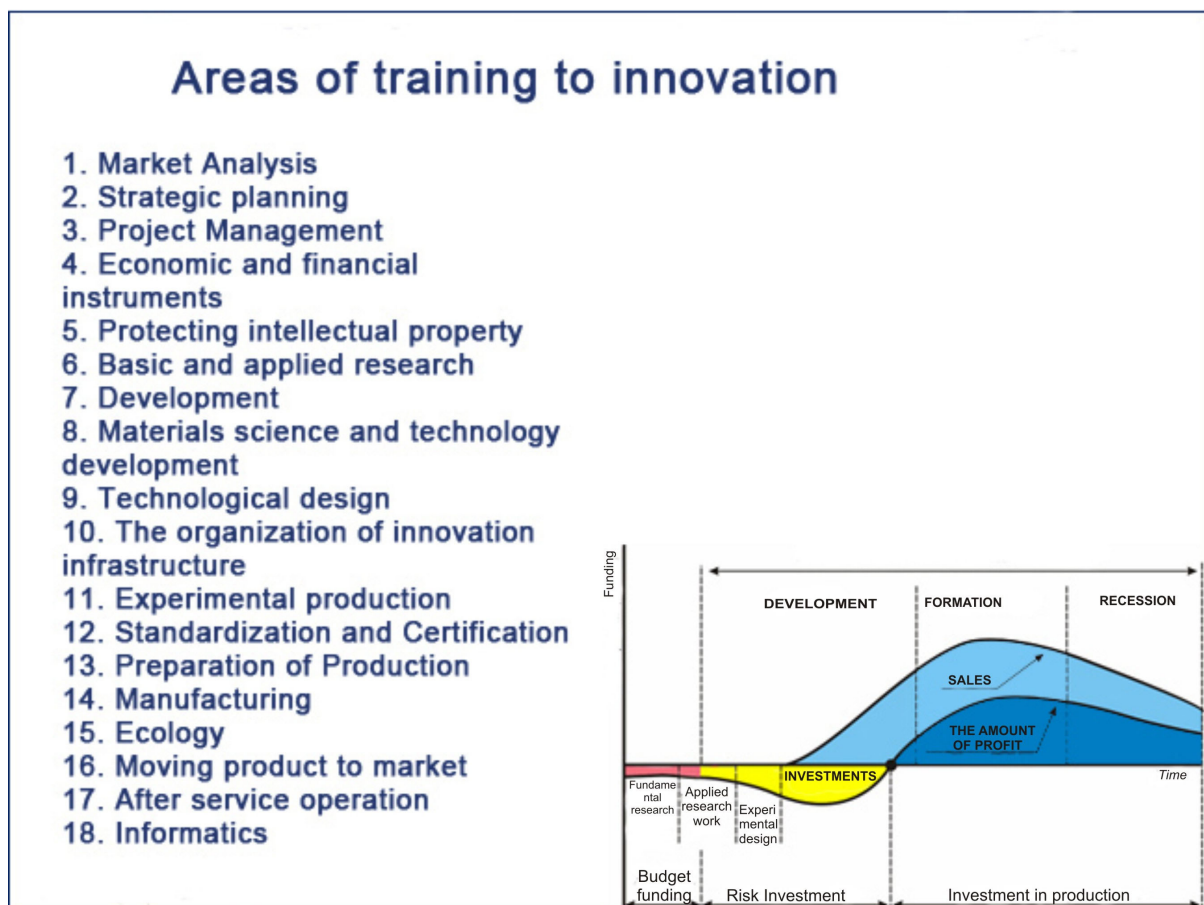 Areas of training to innovation
1. Market Analysis
2. Strategic planning
3. Project Management
4. Economic and financial
instruments
5. Protecting intellectual property
6. Basic and applied research
7. Development
8. Materials science and technology
development
9. Technological design
10. The organization of innovation
infrastructure
11. Experimental production
12. Standardization and Certification
13. Preparation of Production
14. Manufacturing
15. Ecology
16. Moving product to market
17. After service operation
18. Informatics
Funding
DEVELOPMENT
FORMATION
RECESSION
SALES
THE AMOUNT
OF PROFIT
INVESTMENTS
Time
Fundame
ntal
research
Applied
research
work
Experi
mental
design
Budget
funding
Risk Investment
Investment in production